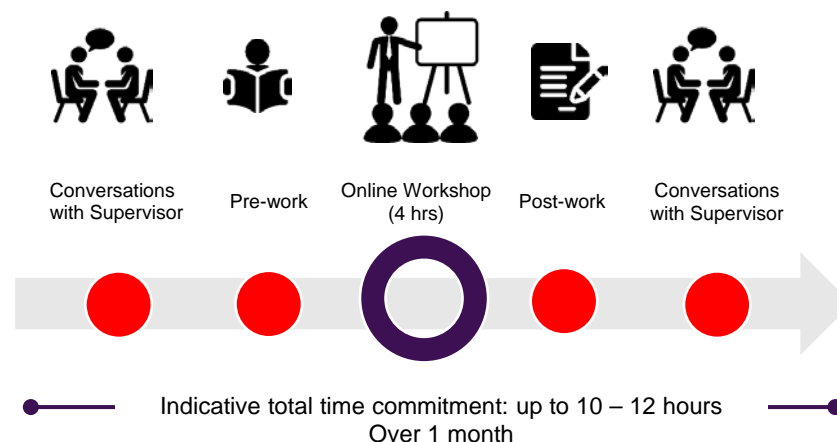 Conversations
with Supervisor
Pre-work
Online Workshop
(4 hrs)
Post-work
Conversations
with Supervisor
Indicative total time commitment: up to 10 – 12 hours
Over 1 month